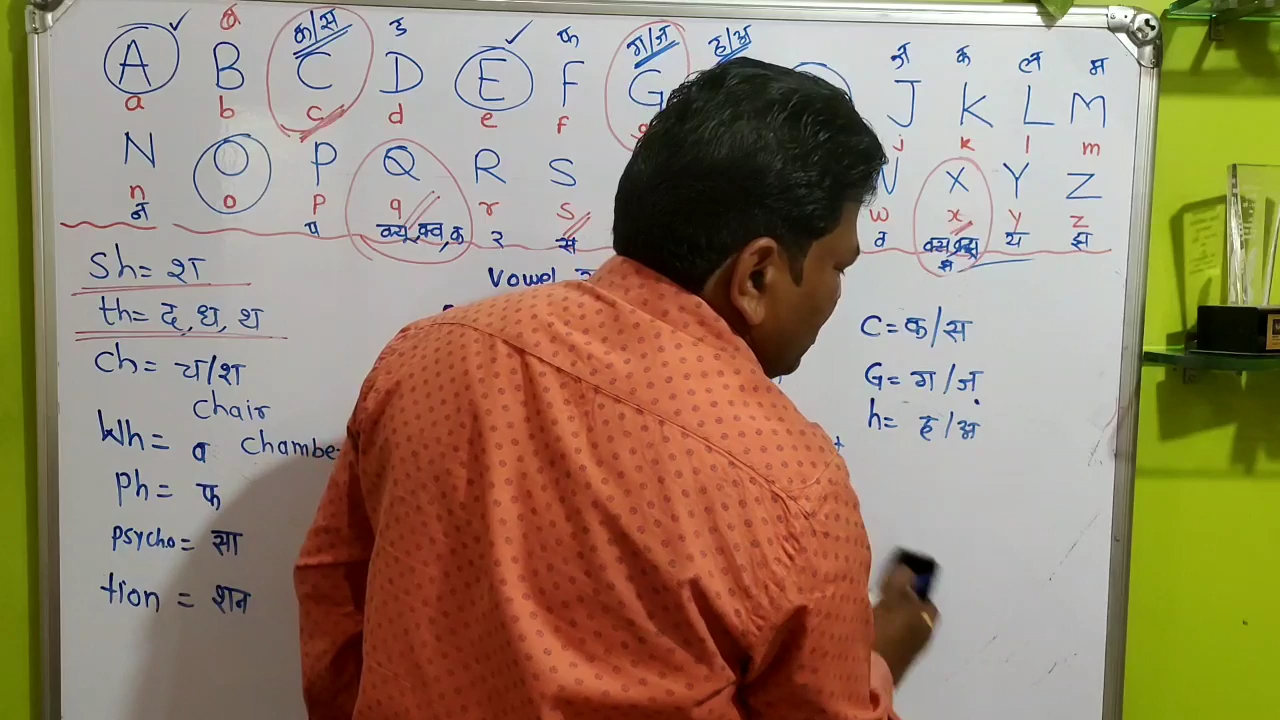 ब क/स ड फ ग/ज ह/अ ज क ल म
A B C D E F G J K L M
a b c d e f g j k l m
N O P Q R S W X Y Z
n o p q r s w x y z
न प क्यू,क्व,क र स व य झ
sh = श
th = द, ध, थ
ch = च/श
chair
Wh = व chambe
Ph = फ
Psycho = सा
tion = शन
Vowel
C = क/स
G = ग/ज
h = ह/अ